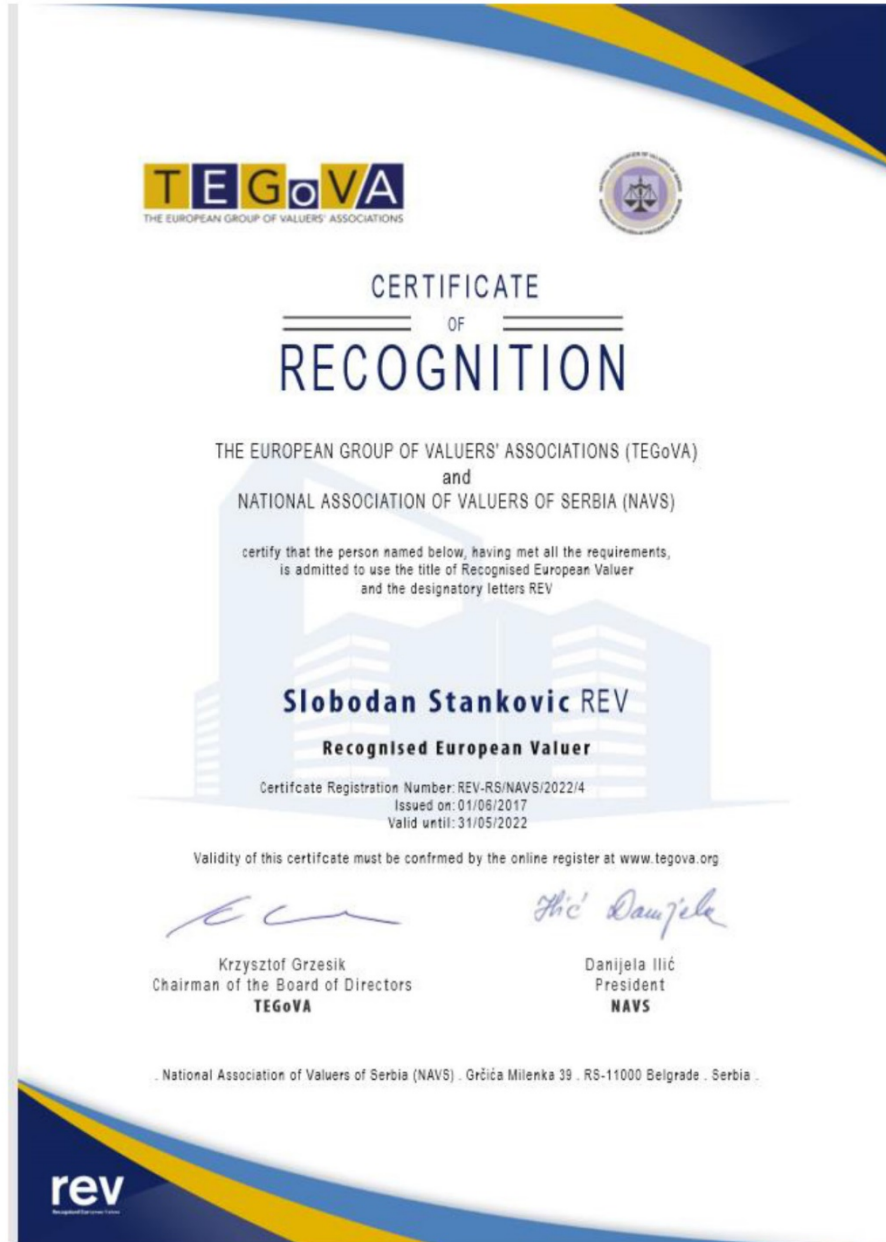 TEGoVA
THE EUROPEAN GROUP OF VALUERS' ASSOCIATIONS
CERTIFICATE
OF
RECOGNITION
THE EUROPEAN GROUP OF VALUERS' ASSOCIATIONS (TEGoVA)
and
NATIONAL ASSOCIATION OF VALUERS OF SERBIA (NAVS)
certify that the person named below, having met all the requirements,
is admitted to use the title of Recognised European Valuer
and the designatory letters REV
Slobodan Stankovic REV
Recognised European Valuer
Certifcate Registration Number: REV-RS/NAVS/2022/4
Issued on: 01/06/2017
Valid until: 31/05/2022
Validity of this certifcate must be confrmed by the online register at www.tegova.org
Ilić Danijela
Krzysztof Grzesik
Chairman of the Board of Directors
TEGoVA
Danijela Ilić
President
NAVS
. National Association of Valuers of Serbia (NAVS) . Grčića Milenka 39 . RS-11000 Belgrade . Serbia .
rev
Recognised European Valuer